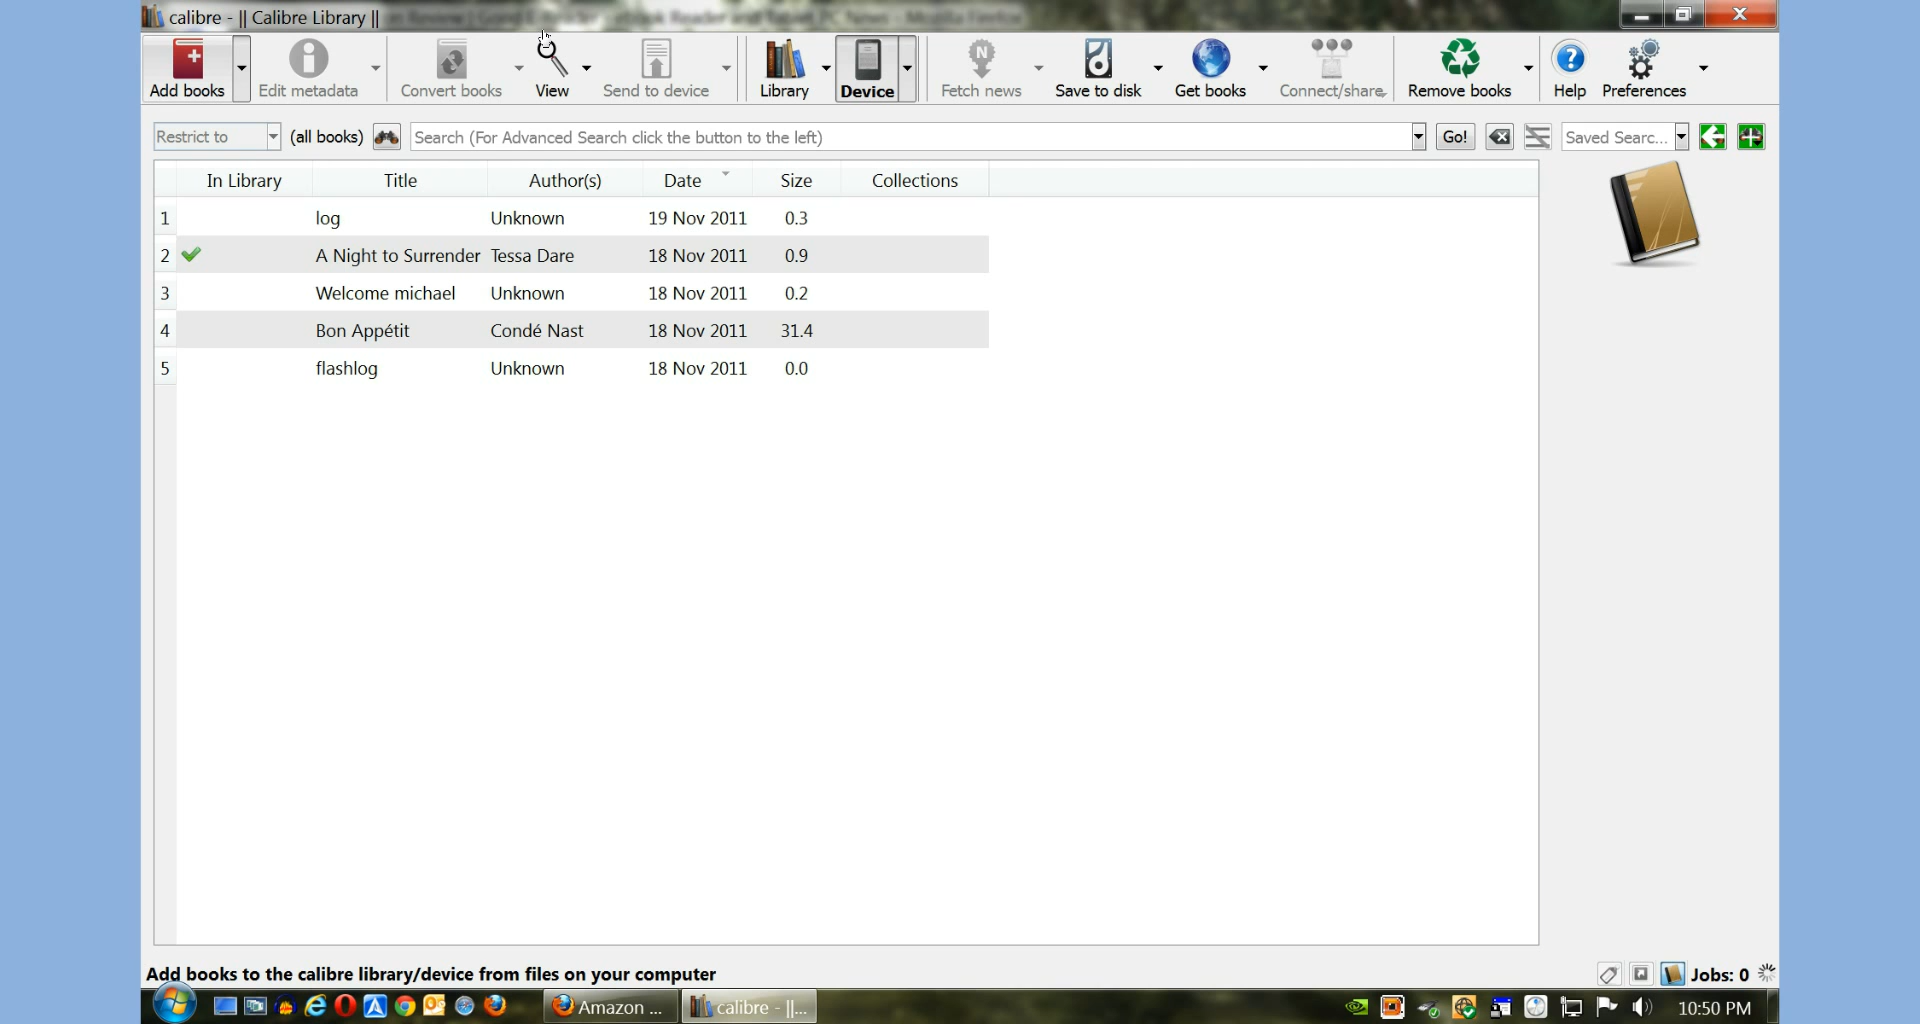 calibre - || Calibre Library ||
Add books Edit metadata Convert books View Send to device Library Device Fetch news Save to disk Get books Connect/share Remove books Help Preferences
Restrict to (all books) Search (For Advanced Search click the button to the left) Go! Saved Searc...
In Library Title Author(s) Date Size Collections
1 log Unknown 19 Nov 2011 0.3
2 A Night to Surrender Tessa Dare 18 Nov 2011 0.9
3 Welcome michael Unknown 18 Nov 2011 0.2
4 Bon Appétit Condé Nast 18 Nov 2011 31.4
5 flashlog Unknown 18 Nov 2011 0.0
Add books to the calibre library/device from files on your computer Jobs: 0
Amazon ... calibre - ||... 10:50 PM